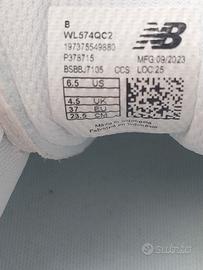 B
WL574QC2
197375549880
P378715 MFG.09/2023
BSBBJ7105 CCS LOC:25
6.5 US
4.5 UK
37 EU
23.5 CM
Made in Indonesia
Fabriqué en Indonésie
subito